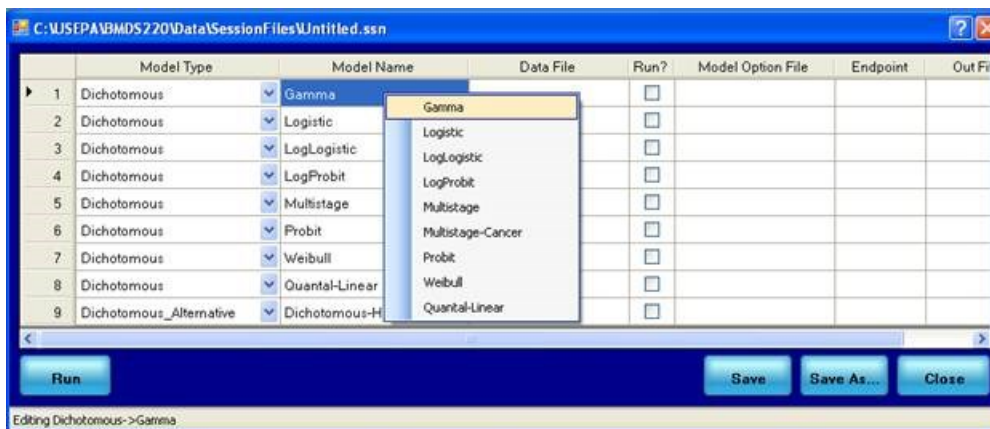 C:\USEPA\BMDS220\Data\SessionFiles\Untitled.ssn
Model Type Model Name Data File Run? Model Option File Endpoint Out Fi
1 Dichotomous Gamma
2 Dichotomous Logistic
3 Dichotomous LogLogistic
4 Dichotomous LogProbit
5 Dichotomous Multistage
6 Dichotomous Probit
7 Dichotomous Weibull
8 Dichotomous Quantal-Linear
9 Dichotomous_Alternative Dichotomous-H
Gamma
Logistic
LogLogistic
LogProbit
Multistage
Multistage-Cancer
Probit
Weibull
Quantal-Linear
Run Save Save As... Close
Editing Dichotomous->Gamma